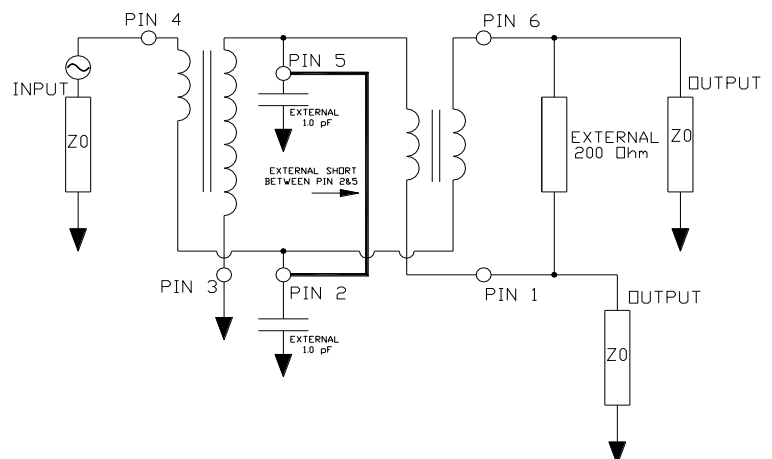 PIN 4
PIN 6
PIN 5
INPUT
OUTPUT
EXTERNAL
1.0 pF
Z0
EXTERNAL
200 Ohm
Z0
EXTERNAL SHORT
BETWEEN PIN 2&5
PIN 3
PIN 2
PIN 1
OUTPUT
EXTERNAL
1.0 pF
Z0